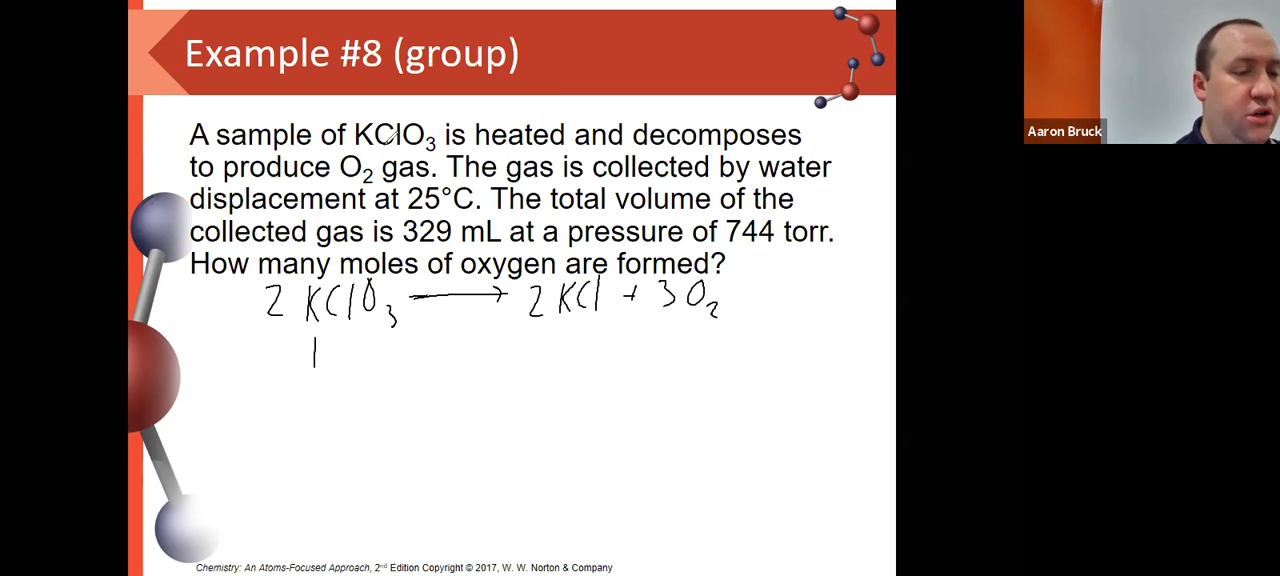 Example #8 (group)
A sample of KClO₃ is heated and decomposes
to produce O₂ gas. The gas is collected by water
displacement at 25°C. The total volume of the
collected gas is 329 mL at a pressure of 744 torr.
How many moles of oxygen are formed?
2 KClO₃ → 2 KCl + 3 O₂
|
Chemistry: An Atoms-Focused Approach, 2nd Edition Copyright © 2017, W. W. Norton & Company
Aaron Bruck